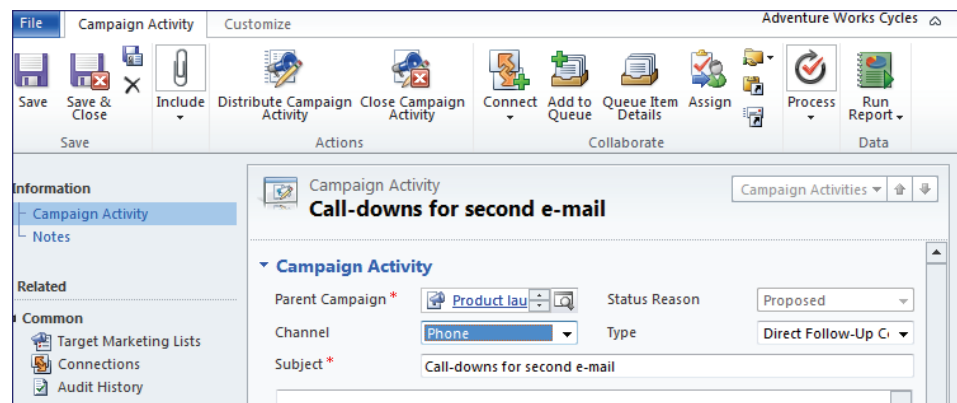 File Campaign Activity Customize Adventure Works Cycles
Save Save & Close Include Distribute Campaign Activity Close Campaign Activity Connect Add to Queue Queue Item Details Assign Process Run Report
Save Actions Collaborate Data
Information
Campaign Activity
Notes
Related
Common
Target Marketing Lists
Connections
Audit History
Campaign Activity Campaign Activities
Call-downs for second e-mail
Campaign Activity
Parent Campaign * Product lau Status Reason Proposed
Channel Phone Type Direct Follow-Up C
Subject * Call-downs for second e-mail